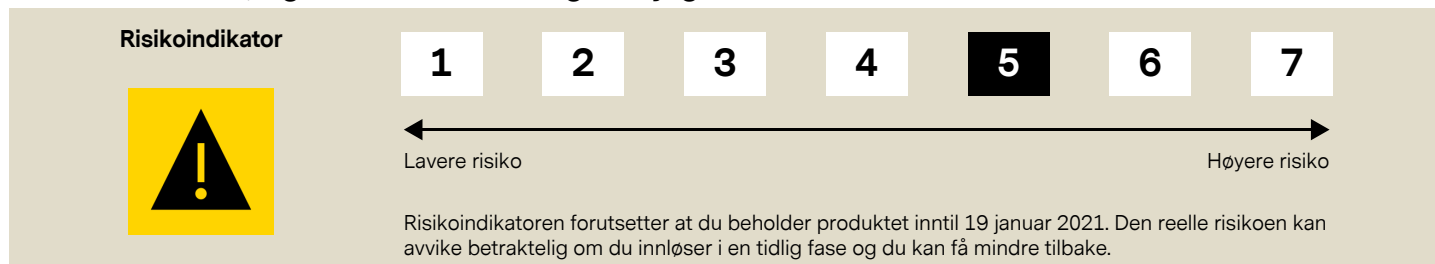 Risikoindikator
1 2 3 4 5 6 7
Lavere risiko Høyere risiko
Risikoindikatoren forutsetter at du beholder produktet inntil 19 januar 2021. Den reelle risikoen kan
avvike betraktelig om du innløser i en tidlig fase og du kan få mindre tilbake.